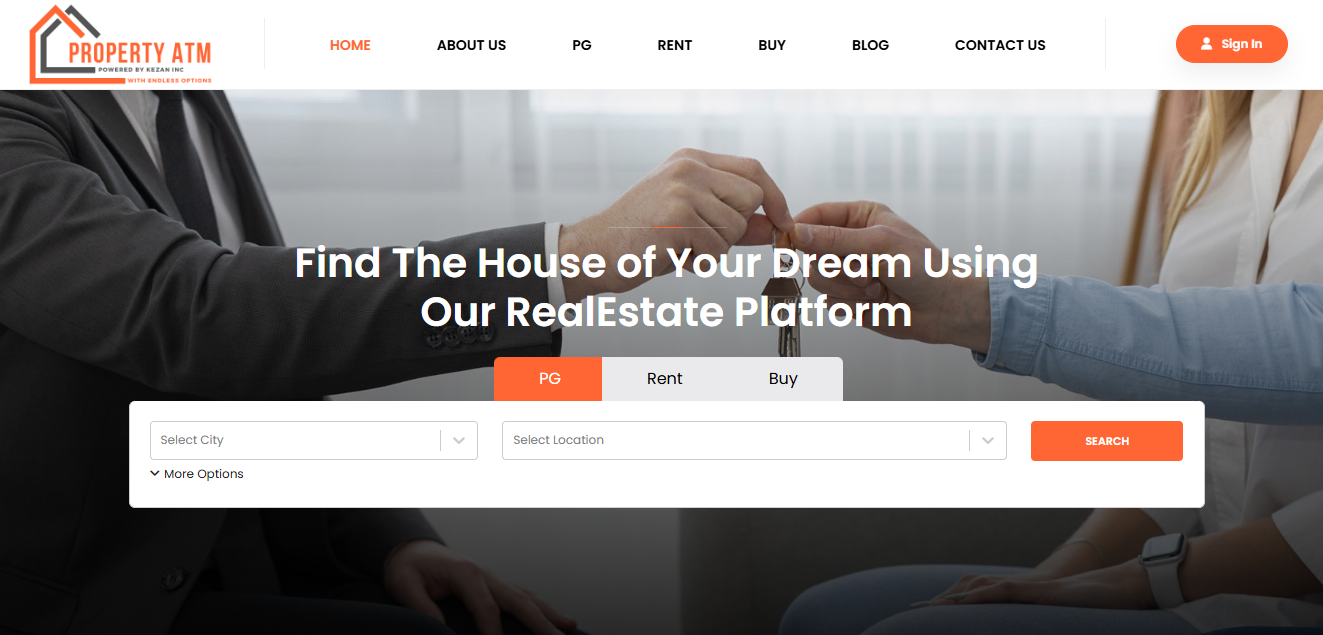 PROPERTY ATM
POWERED BY KEZAN INC
WITH ENDLESS OPTIONS
HOME
ABOUT US
PG
RENT
BUY
BLOG
CONTACT US
Sign In
Find The House of Your Dream Using
Our RealEstate Platform
PG
Rent
Buy
Select City
Select Location
SEARCH
More Options